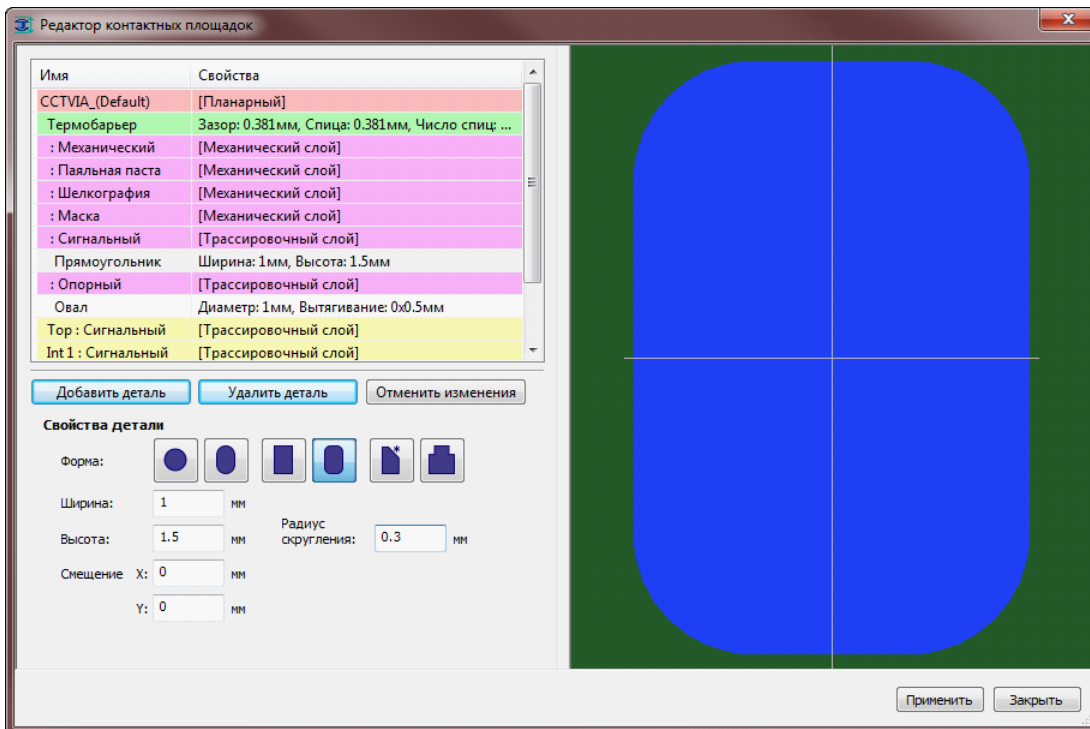 Редактор контактных площадок
Имя Свойства
CCTVIA_(Default) [Планарный]
Термобарьер Зазор: 0.381мм, Спица: 0.381мм, Число спиц: ...
: Механический [Механический слой]
: Паяльная паста [Механический слой]
: Шелкография [Механический слой]
: Маска [Механический слой]
: Сигнальный [Трассировочный слой]
Прямоугольник Ширина: 1мм, Высота: 1.5мм
: Опорный [Трассировочный слой]
Овал Диаметр: 1мм, Вытягивание: 0x0.5мм
Top : Сигнальный [Трассировочный слой]
Int 1 : Сигнальный [Трассировочный слой]
Добавить деталь Удалить деталь Отменить изменения
Свойства детали
Форма:
Ширина: 1 мм
Высота: 1.5 мм Радиус скругления: 0.3 мм
Смещение X: 0 мм
Y: 0 мм
Применить Закрыть